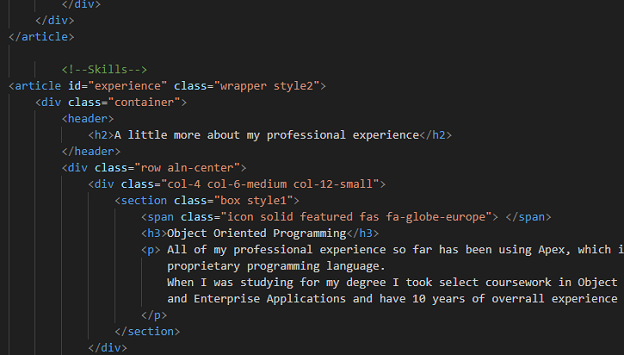 </div>
</div>
</article>
<!--Skills-->
<article id="experience" class="wrapper style2">
<div class="container">
<header>
<h2>A little more about my professional experience</h2>
</header>
<div class="row aln-center">
<div class="col-4 col-6-medium col-12-small">
<section class="box style1">
<span class="icon solid featured fas fa-globe-europe"> </span>
<h3>Object Oriented Programming</h3>
<p> All of my professional experience so far has been using Apex, which
proprietary programming language.
When I was studying for my degree I took select coursework in Object
and Enterprise Applications and have 10 years of overrall experience
</p>
</section>
</div>